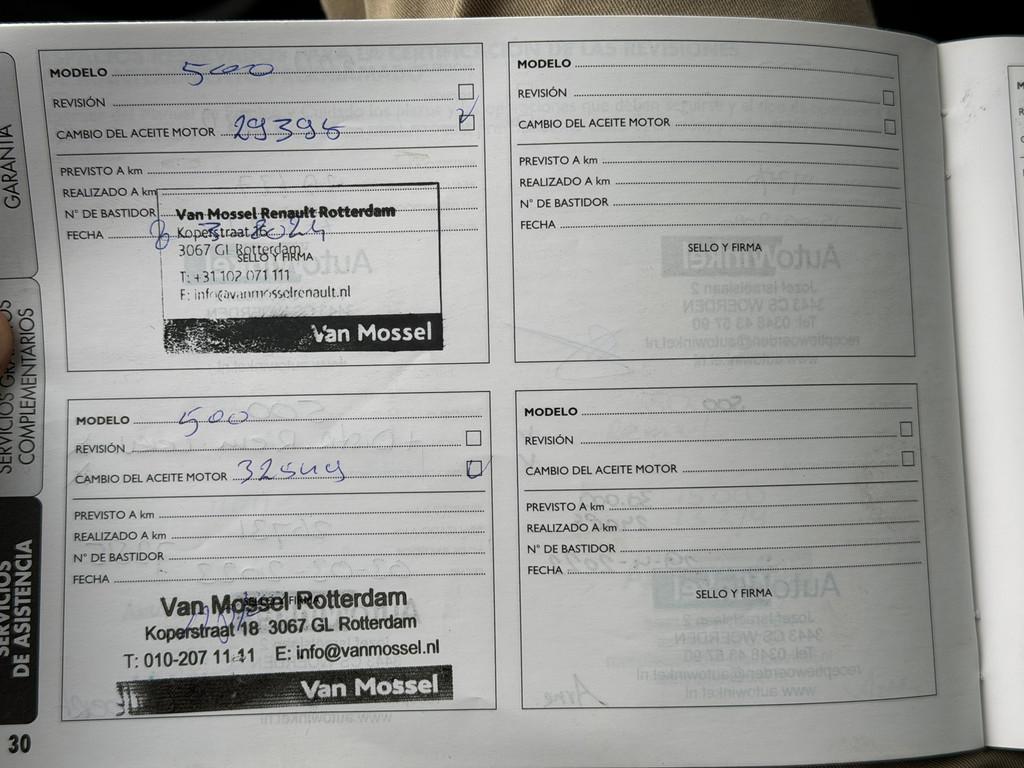 GARANTÍA
COMPLEMENTARIOS
SERVICIOS
DE ASISTENCIA
MODELO 500
REVISIÓN
CAMBIO DEL ACEITE MOTOR 29395
PREVISTO A km
REALIZADO A km
N° DE BASTIDOR
FECHA
SELLO Y FIRMA
Van Mossel Renault Rotterdam
Koperstraat 16
3067 GL Rotterdam
T: +31 102 071 111
E: info@vanmosselrenault.nl
Van Mossel
MODELO
REVISIÓN
CAMBIO DEL ACEITE MOTOR
PREVISTO A km
REALIZADO A km
N° DE BASTIDOR
FECHA
SELLO Y FIRMA
MODELO 500
REVISIÓN
CAMBIO DEL ACEITE MOTOR
PREVISTO A km
REALIZADO A km
N° DE BASTIDOR
FECHA
Van Mossel Rotterdam
Koperstraat 18 3067 GL Rotterdam
T: 010-207 11 11 E: info@vanmossel.nl
Van Mossel
MODELO
REVISIÓN
CAMBIO DEL ACEITE MOTOR
PREVISTO A km
REALIZADO A km
N° DE BASTIDOR
FECHA
SELLO Y FIRMA
30